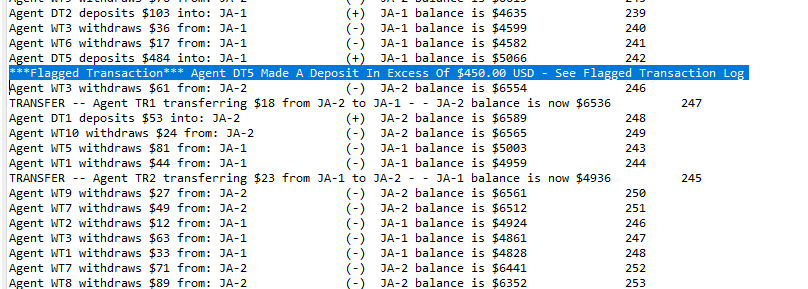 Agent DT2 deposits $103 into: JA-1 (+) JA-1 balance is $4635 239
Agent WT3 withdraws $36 from: JA-1 (-) JA-1 balance is $4599 240
Agent WT6 withdraws $17 from: JA-1 (-) JA-1 balance is $4582 241
Agent DT5 deposits $484 into: JA-1 (+) JA-1 balance is $5066 242
***Flagged Transaction*** Agent DT5 Made A Deposit In Excess Of $450.00 USD - See Flagged Transaction Log
Agent WT3 withdraws $61 from: JA-2 (-) JA-2 balance is $6554 246
TRANSFER -- Agent TR1 transferring $18 from JA-2 to JA-1 - - JA-2 balance is now $6536 247
Agent DT1 deposits $53 into: JA-2 (+) JA-2 balance is $6589 248
Agent WT10 withdraws $24 from: JA-2 (-) JA-2 balance is $6565 249
Agent WT5 withdraws $81 from: JA-1 (-) JA-1 balance is $5003 243
Agent WT1 withdraws $44 from: JA-1 (-) JA-1 balance is $4959 244
TRANSFER -- Agent TR2 transferring $23 from JA-1 to JA-2 - - JA-1 balance is now $4936 245
Agent WT9 withdraws $27 from: JA-2 (-) JA-2 balance is $6561 250
Agent WT7 withdraws $49 from: JA-2 (-) JA-2 balance is $6512 251
Agent WT2 withdraws $12 from: JA-1 (-) JA-1 balance is $4924 246
Agent WT3 withdraws $63 from: JA-1 (-) JA-1 balance is $4861 247
Agent WT1 withdraws $33 from: JA-1 (-) JA-1 balance is $4828 248
Agent WT7 withdraws $71 from: JA-2 (-) JA-2 balance is $6441 252
Agent WT8 withdraws $89 from: JA-2 (-) JA-2 balance is $6352 253